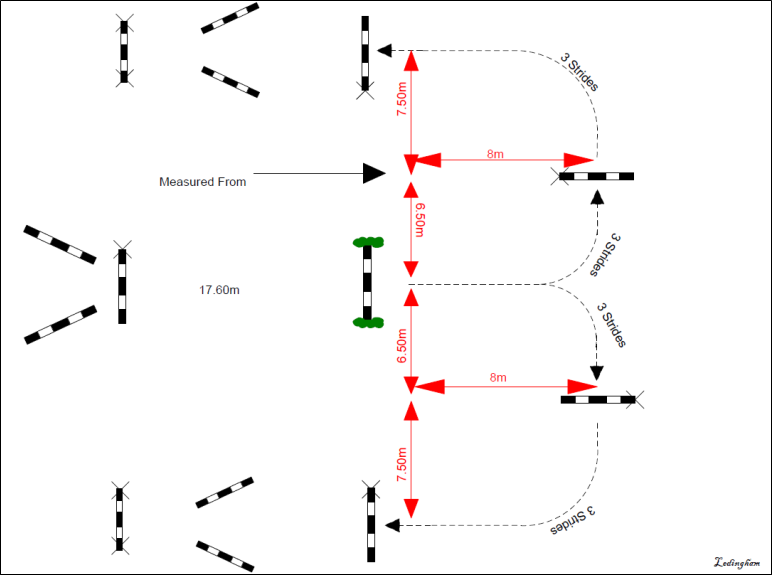 3 Strides
7.50m
8m
Measured From
6.50m
3 Strides
17.60m
3 Strides
6.50m
8m
7.50m
3 Strides
Ledingham